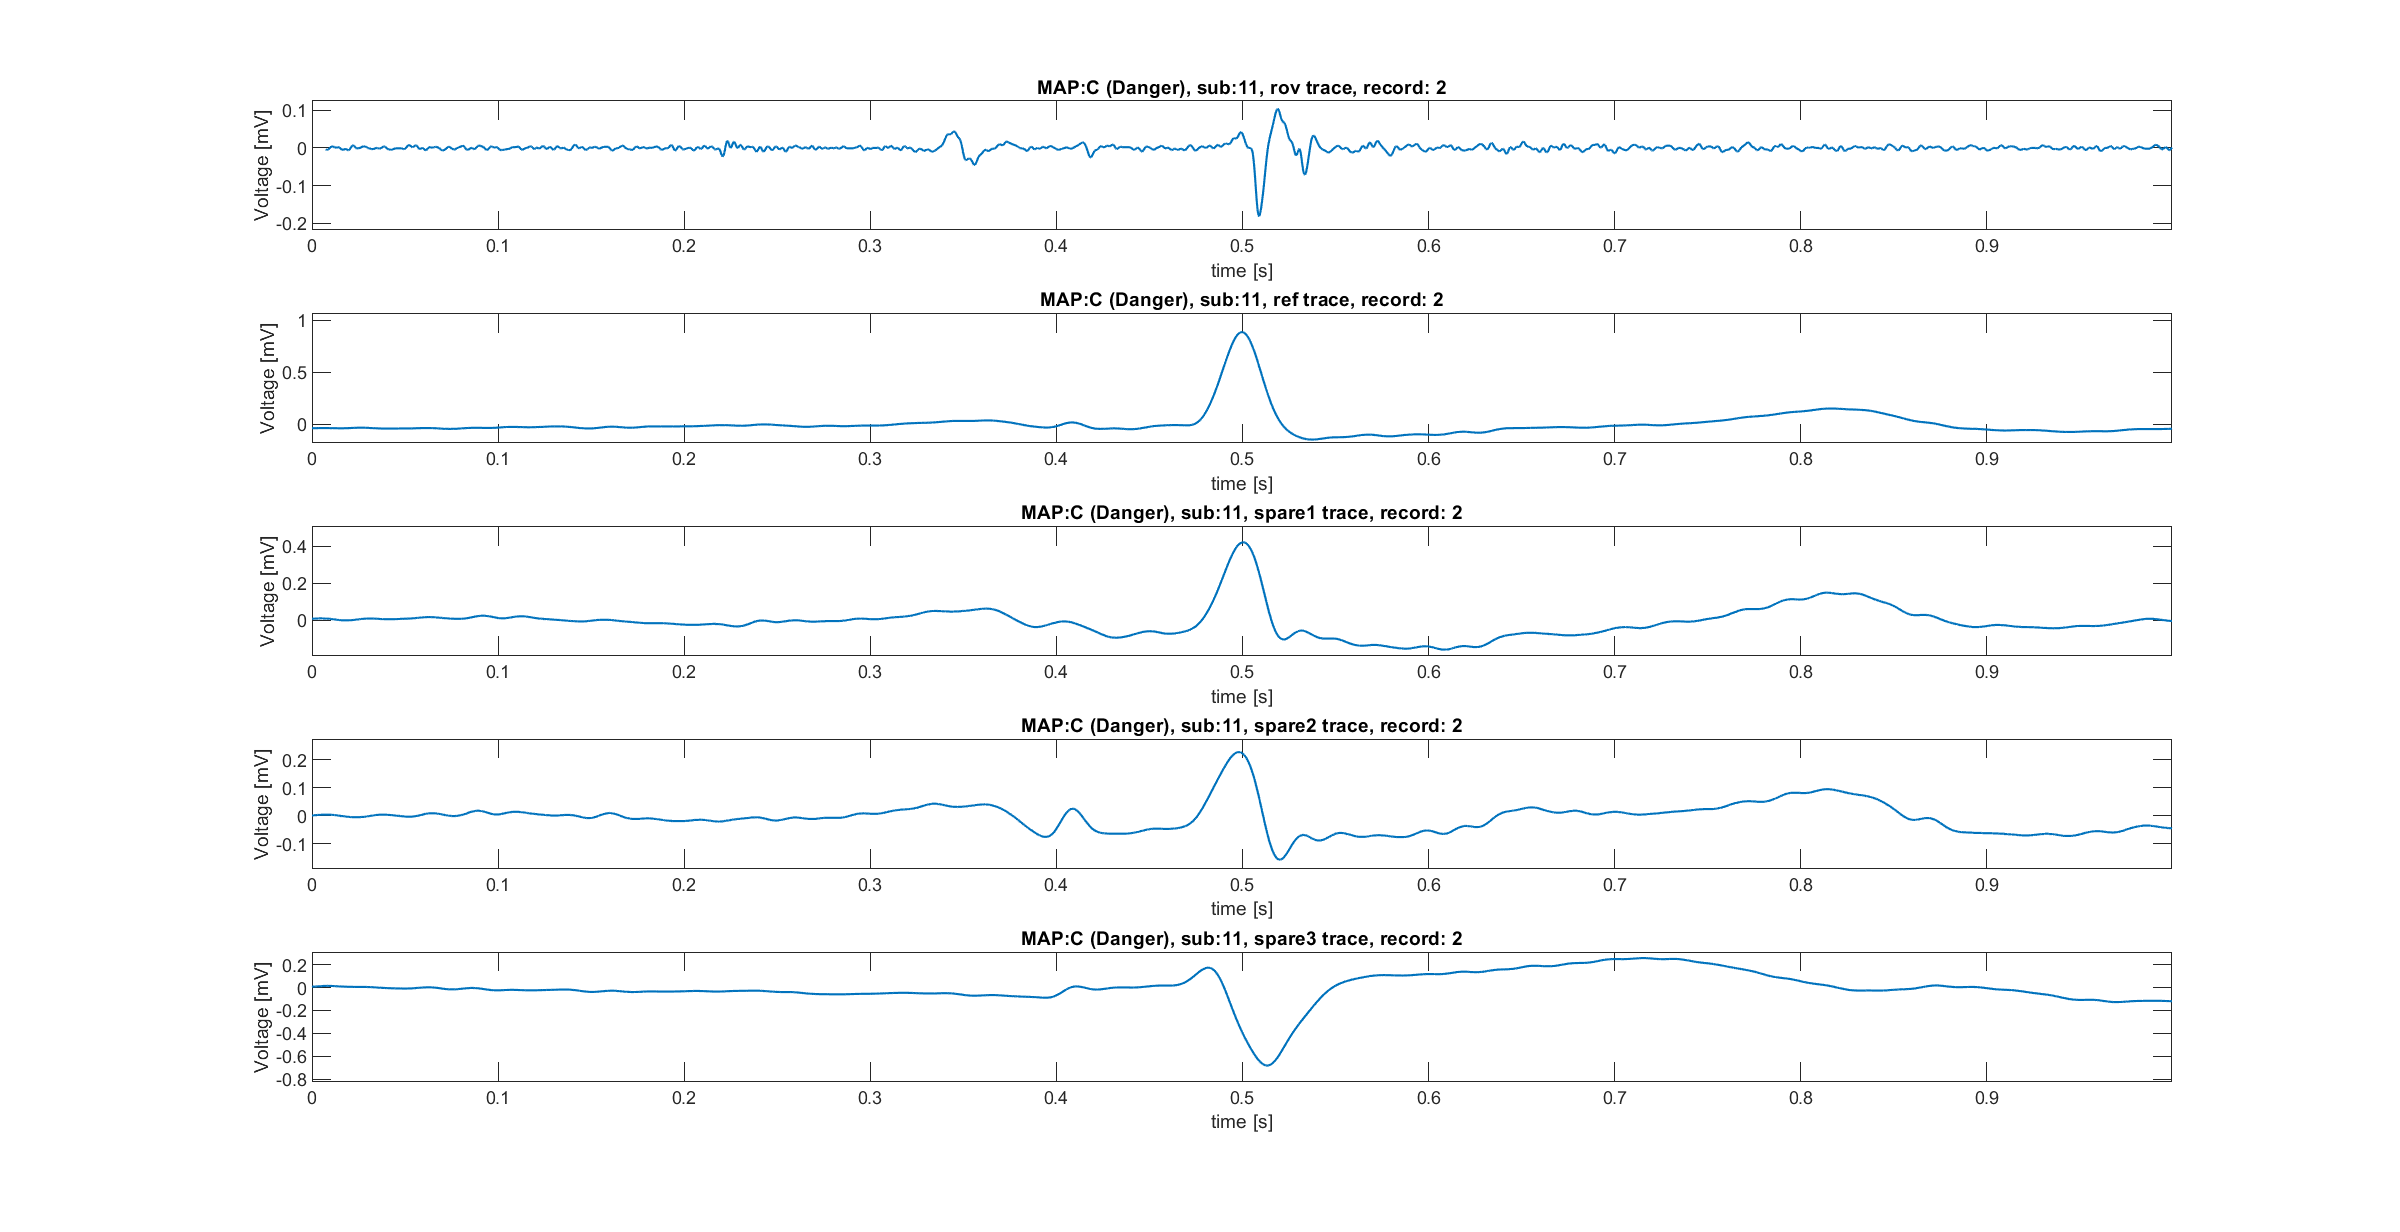 MAP:C (Danger), sub:11, rov trace, record: 2
Voltage [mV]
0.1
0
-0.1
-0.2
0 0.1 0.2 0.3 0.4 0.5 0.6 0.7 0.8 0.9
time [s]
MAP:C (Danger), sub:11, ref trace, record: 2
Voltage [mV]
1
0.5
0
0 0.1 0.2 0.3 0.4 0.5 0.6 0.7 0.8 0.9
time [s]
MAP:C (Danger), sub:11, spare1 trace, record: 2
Voltage [mV]
0.4
0.2
0
0 0.1 0.2 0.3 0.4 0.5 0.6 0.7 0.8 0.9
time [s]
MAP:C (Danger), sub:11, spare2 trace, record: 2
Voltage [mV]
0.2
0.1
0
-0.1
0 0.1 0.2 0.3 0.4 0.5 0.6 0.7 0.8 0.9
time [s]
MAP:C (Danger), sub:11, spare3 trace, record: 2
Voltage [mV]
0.2
0
-0.2
-0.4
-0.6
-0.8
0 0.1 0.2 0.3 0.4 0.5 0.6 0.7 0.8 0.9
time [s]